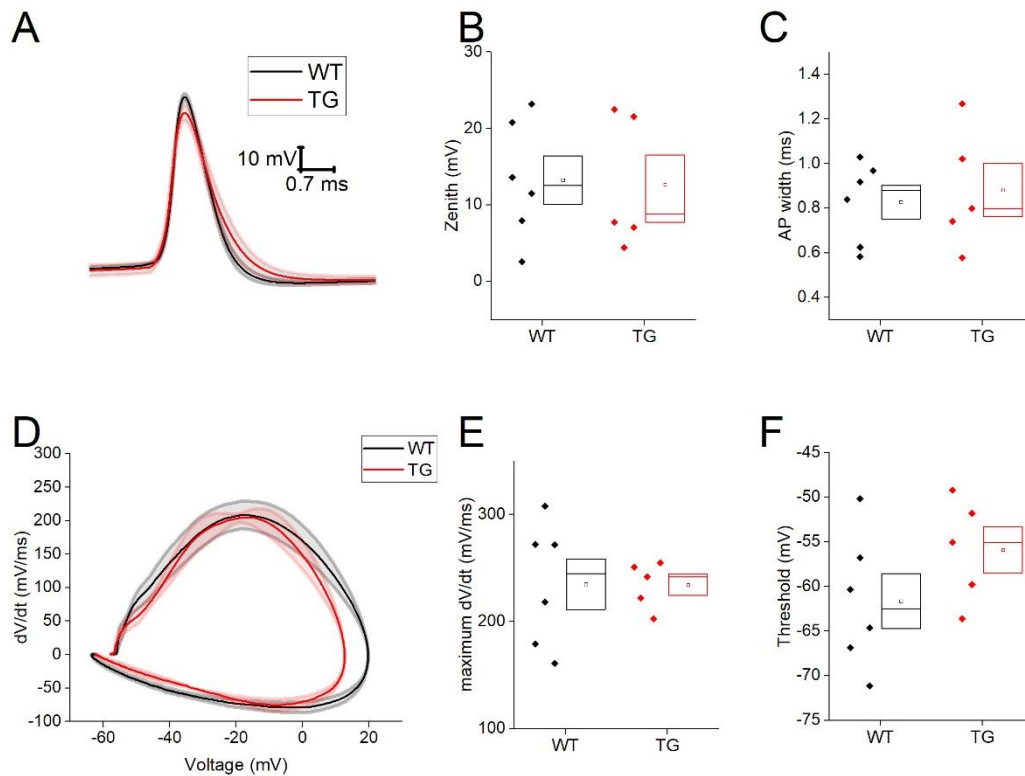 A
WT
TG
10 mV
0.7 ms
B
Zenith (mV)
30
20
10
0
WT
TG
C
AP width (ms)
1.4
1.2
1.0
0.8
0.6
0.4
WT
TG
D
WT
TG
dV/dt (mV/ms)
300
250
200
150
100
50
0
-50
-100
-60
-40
-20
0
20
Voltage (mV)
E
maximum dV/dt (mV/ms)
300
200
100
WT
TG
F
Threshold (mV)
-45
-50
-55
-60
-65
-70
-75
WT
TG